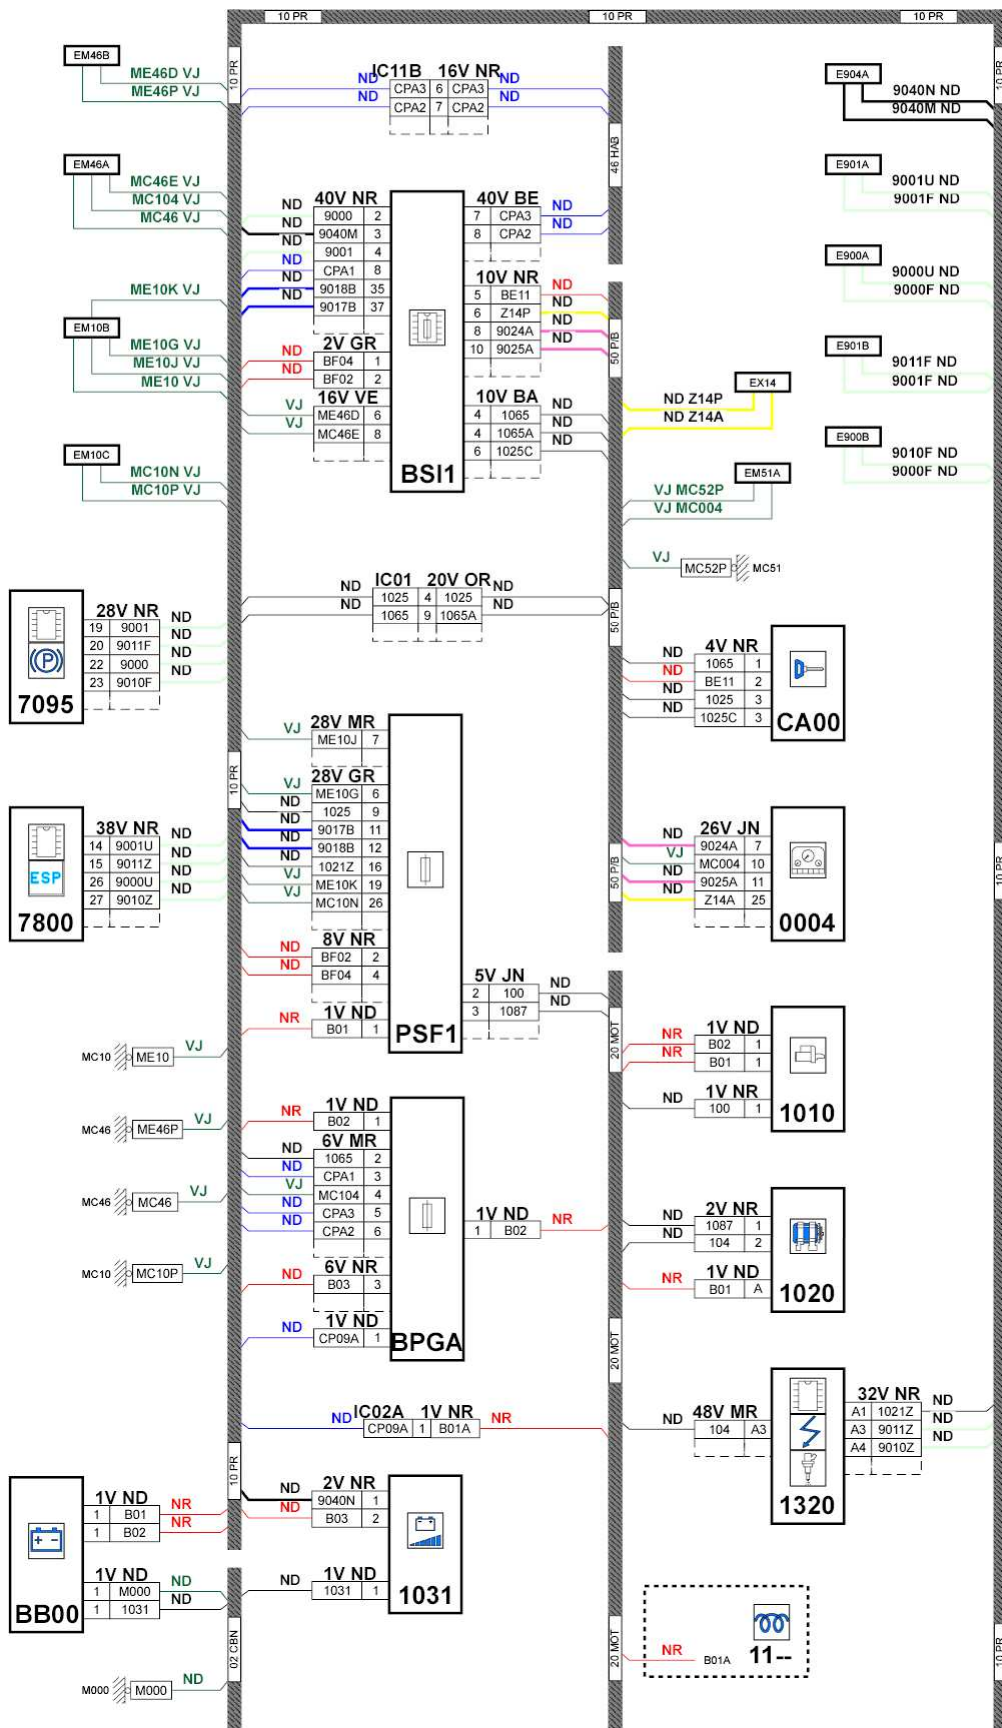 10 PR
10 PR
10 PR
EM46B
ME46D VJ
ME46P VJ
10 PR
IC11B 16V NR
ND CPA3 6 CPA3 ND
ND CPA2 7 CPA2 ND
46 HAB
E904A
9040N ND
9040M ND
10 PR
EM46A
MC46E VJ
MC104 VJ
MC46 VJ
E901A
9001U ND
9001F ND
40V NR
ND 9000 2
ND 9040M 3
ND 9001 4
ND CPA1 8
ND 9018B 35
ND 9017B 37
40V BE
7 CPA3 ND
8 CPA2 ND
10V NR
5 BE11 ND
6 Z14P ND
8 9024A ND
10 9025A ND
2V GR
ND BF04 1
ND BF02 2
16V VE
VJ ME46D 6
VJ MC46E 8
10V BA
4 1065 ND
4 1065A ND
6 1025C ND
BSI1
50 P/B
E900A
9000U ND
9000F ND
E901B
9011F ND
9001F ND
E900B
9010F ND
9000F ND
ME10K VJ
EM10B
ME10G VJ
ME10J VJ
ME10 VJ
EM10C
MC10N VJ
MC10P VJ
EX14
ND Z14P
ND Z14A
EM51A
VJ MC52P
VJ MC004
VJ MC52P MC51
IC01 20V OR
ND 1025 4 1025 ND
ND 1065 9 1065A ND
50 P/B
28V NR
19 9001 ND
20 9011F ND
22 9000 ND
23 9010F ND
P
7095
4V NR
ND 1065 1
ND BE11 2
ND 1025 3
ND 1025C 3
CA00
28V MR
VJ ME10J 7
28V GR
VJ ME10G 6
ND 1025 9
ND 9017B 11
ND 9018B 12
ND 1021Z 16
VJ ME10K 19
VJ MC10N 26
8V NR
ND BF02 2
ND BF04 4
1V ND
NR B01 1
5V JN
2 100 ND
3 1087 ND
PSF1
10 PR
38V NR
14 9001U ND
15 9011Z ND
26 9000U ND
27 9010Z ND
ESP
7800
26V JN
ND 9024A 7
VJ MC004 10
ND 9025A 11
ND Z14A 25
0004
50 P/B
10 PR
20 MOT
1V ND
NR B02 1
NR B01 1
1V NR
ND 100 1
1010
MC10 ME10 VJ
MC46 ME46P VJ
MC46 MC46 VJ
MC10 MC10P VJ
1V ND
NR B02 1
6V MR
ND 1065 2
ND CPA1 3
VJ MC104 4
ND CPA3 5
ND CPA2 6
6V NR
ND B03 3
1V ND
ND CP09A 1
1V ND
1 B02 NR
BPGA
2V NR
ND 1087 1
ND 104 2
1V ND
NR B01 A
1020
20 MOT
IC02A 1V NR
ND CP09A 1 B01A NR
48V MR
ND 104 A3
32V NR
A1 1021Z ND
A3 9011Z ND
A4 9010Z ND
1320
10 PR
1V ND
1 B01 NR
1 B02 NR
1V ND
1 M000 ND
1 1031 ND
BB00
2V NR
ND 9040N 1
ND B03 2
1V ND
ND 1031 1
1031
02 CBN
M000 M000 ND
20 MOT
NR B01A
11--
10 PR